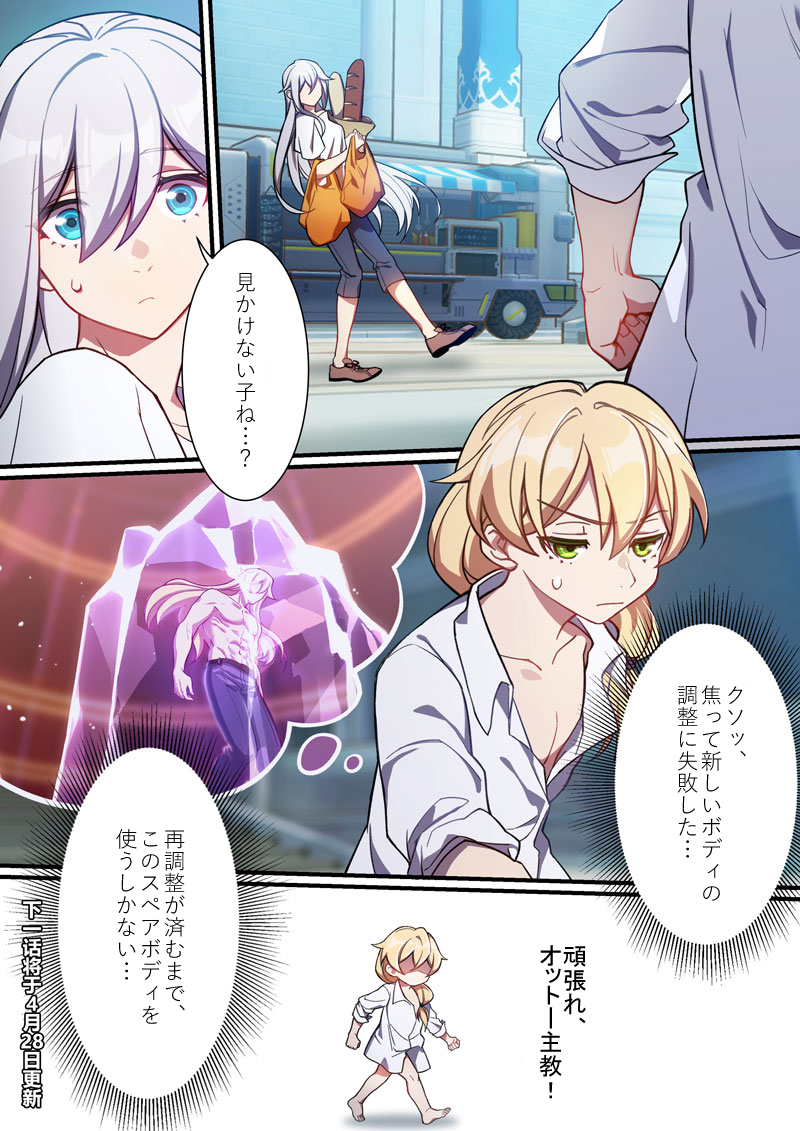 見かけない子ね…？
クソッ、
焦って新しいボディの
調整に失敗した…
再調整が済むまで、
このスペアボディを
使うしかない…
頑張れ、
オットー主教！
下一话将于4月28日更新